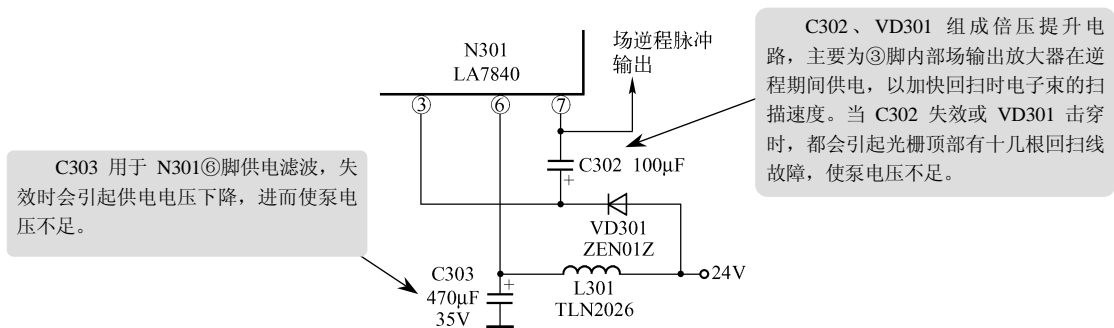 N301
LA7840
③
⑥
⑦
场逆程脉冲
输出
C302、VD301 组成倍压提升电
路，主要为③脚内部场输出放大器在逆
程期间供电，以加快回扫时电子束的扫
描速度。当 C302 失效或 VD301 击穿
时，都会引起光栅顶部有十几根回扫线
故障，使泵电压不足。
C303 用于 N301⑥脚供电滤波，失
效时会引起供电电压下降，进而使泵电
压不足。
C302 100μF
+
VD301
ZEN01Z
24V
L301
TLN2026
C303
470μF
35V
+